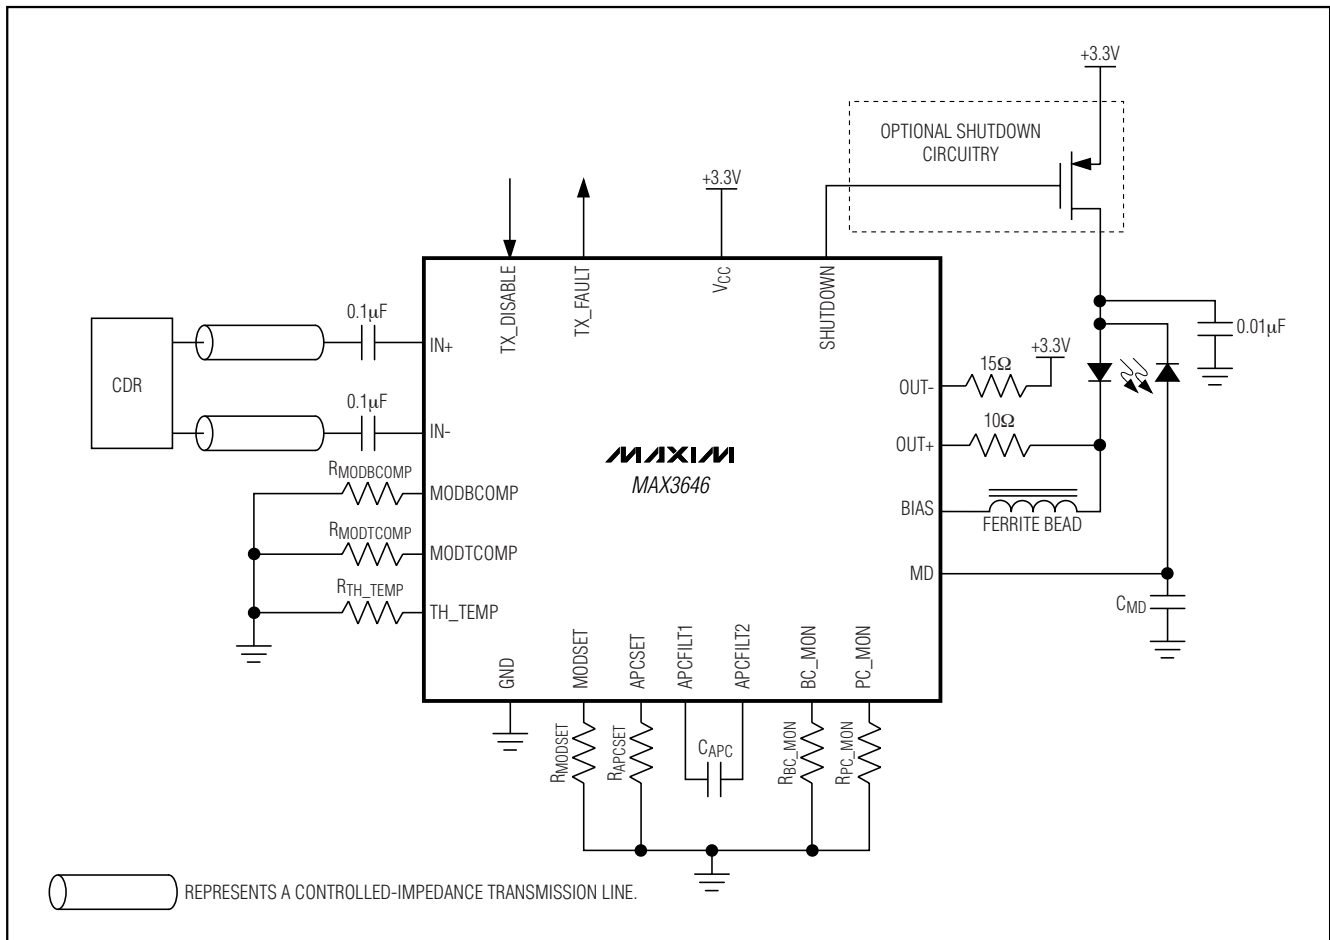 +3.3V
OPTIONAL SHUTDOWN
CIRCUITRY
+3.3V
TX_DISABLE
TX_FAULT
VCC
SHUTDOWN
0.1μF
IN+
CDR
0.1μF
IN-
0.01μF
+3.3V
15Ω
OUT-
10Ω
OUT+
MAXIM
MAX3646
RMODBCOMP
MODBCOMP
BIAS
FERRITE BEAD
RMODTCOMP
MODTCOMP
MD
RTH_TEMP
TH_TEMP
CMD
GND
MODSET
APCSET
APCFILT1
APCFILT2
BC_MON
PC_MON
RMODSET
RAPCSET
CAPC
RBC_MON
RPC_MON
REPRESENTS A CONTROLLED-IMPEDANCE TRANSMISSION LINE.